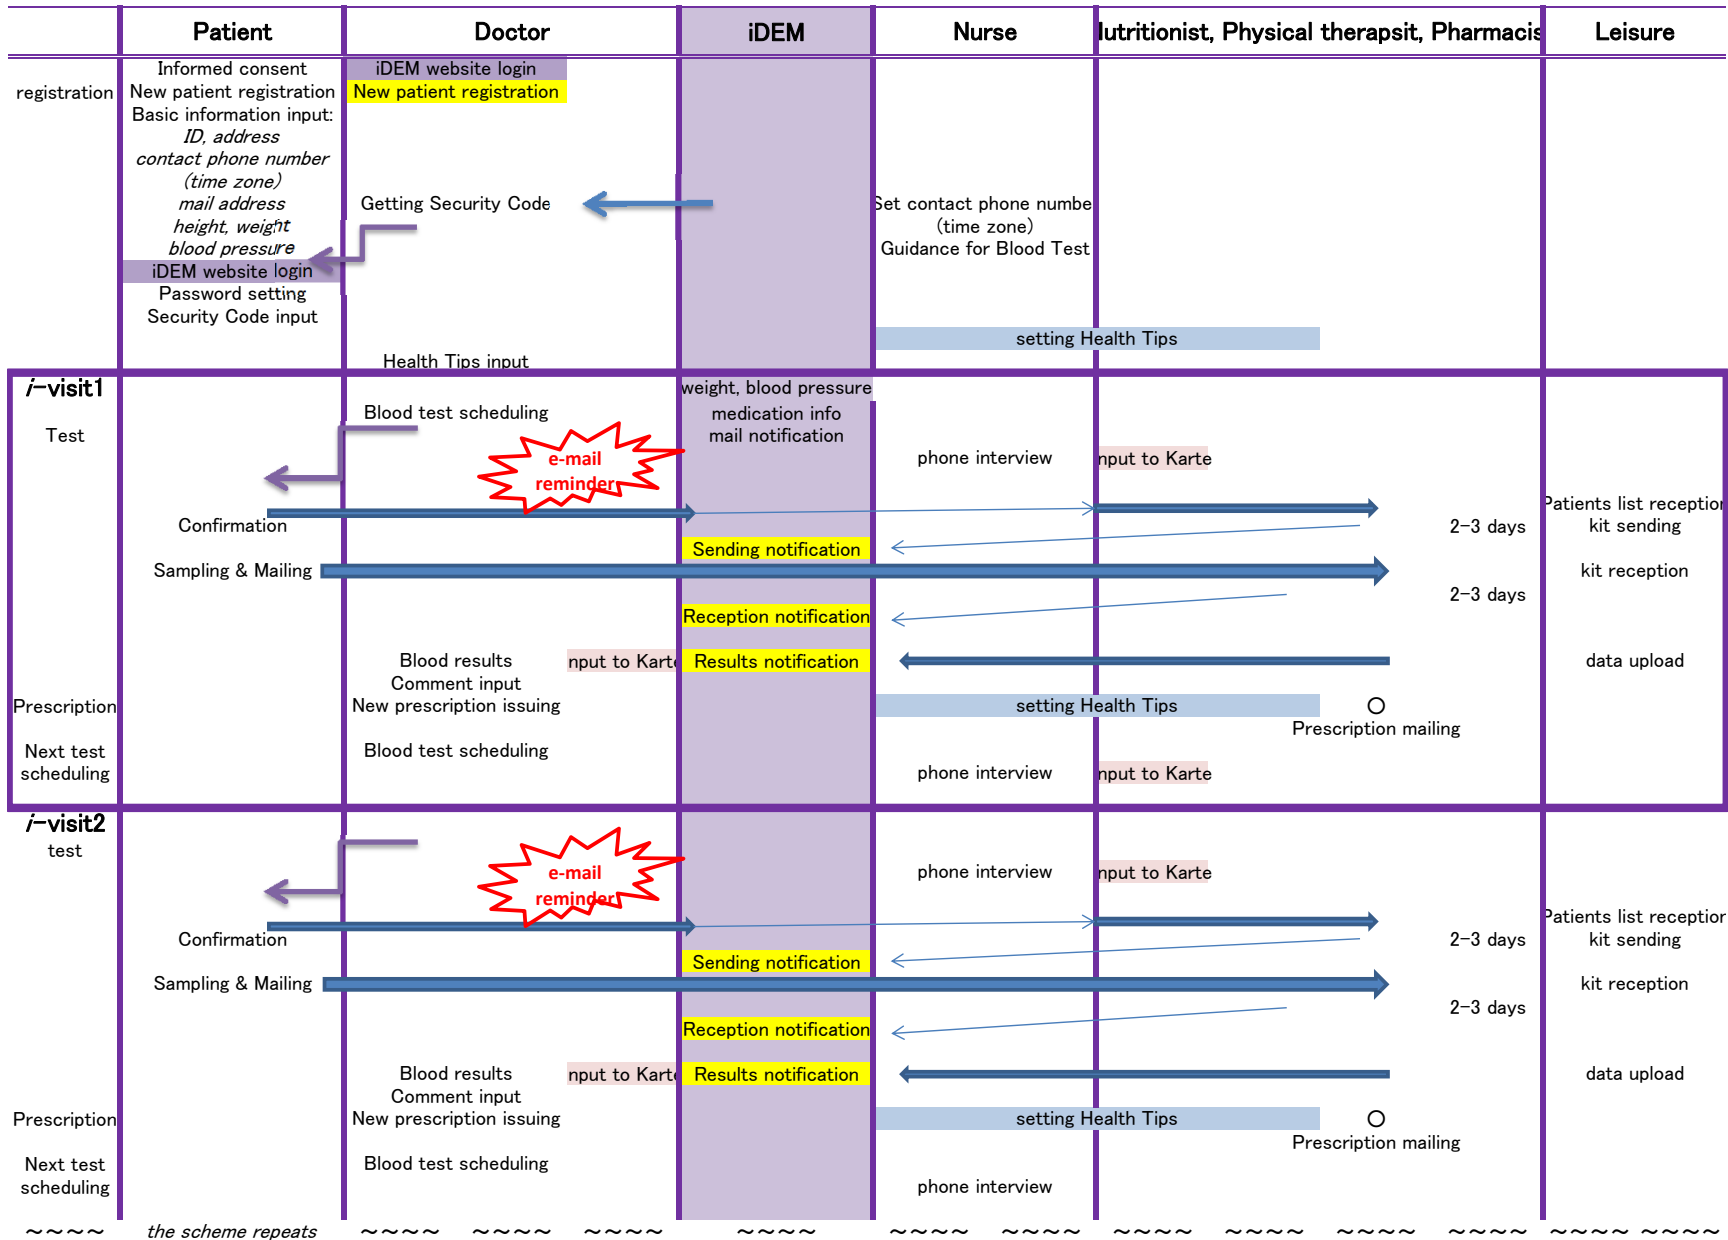 Patient Doctor iDEM Nurse lutritionist, Physical therapsit, Pharmacis Leisure
Informed consent iDEM website login
registration New patient registration New patient registration
Basic information input:
ID, address
contact phone number
(time zone)
mail address Getting Security Code Set contact phone numbe
height, weight (time zone)
blood pressure Guidance for Blood Test
iDEM website login
Password setting
Security Code input
setting Health Tips
Health Tips input
i-visit1 weight, blood pressure
Blood test scheduling medication info
Test mail notification
e-mail phone interview nput to Karte
reminder
Patients list reception
Confirmation 2-3 days kit sending
Sending notification
Sampling & Mailing kit reception
2-3 days
Reception notification
Blood results nput to Karte Results notification data upload
Comment input
Prescription New prescription issuing setting Health Tips ○
Prescription mailing
Next test Blood test scheduling
scheduling phone interview nput to Karte
i-visit2
test
e-mail phone interview nput to Karte
reminder
Patients list reception
Confirmation 2-3 days kit sending
Sending notification
Sampling & Mailing kit reception
2-3 days
Reception notification
Blood results nput to Karte Results notification data upload
Comment input
Prescription New prescription issuing setting Health Tips ○
Prescription mailing
Next test Blood test scheduling
scheduling phone interview
~~~~ the scheme repeats ~~~~ ~~~~ ~~~~ ~~~~ ~~~~ ~~~~ ~~~~ ~~~~ ~~~~ ~~~~ ~~~~ ~~~~